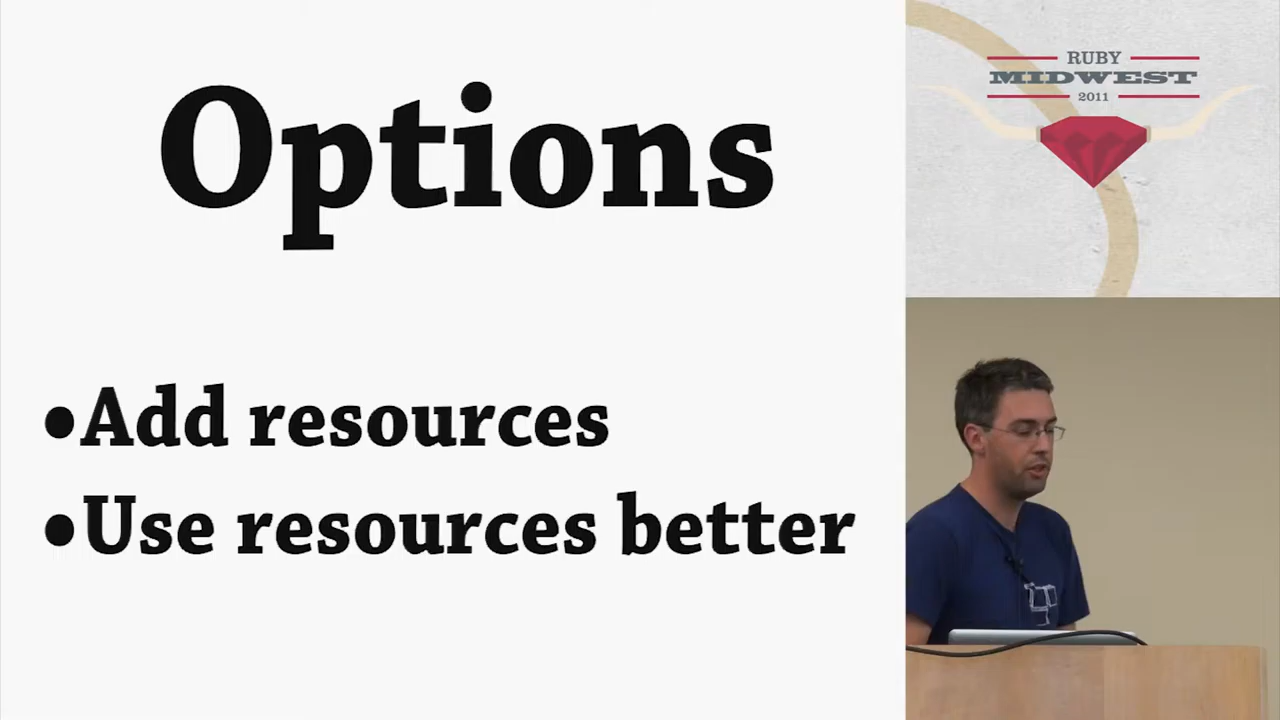 Options
•Add resources
•Use resources better
RUBY
MIDWEST
2011